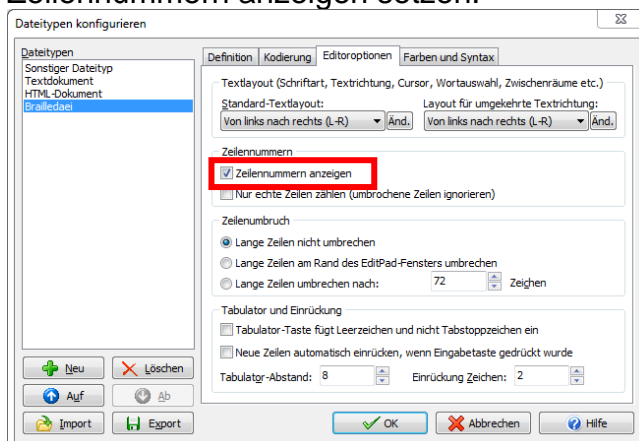 Zeilennummern anzeigen setzen.
Dateitypen konfigurieren
Dateitypen
Sonstiger Dateityp
Textdokument
HTML-Dokument
Brailledaei
Neu
Löschen
Auf
Ab
Import
Export
Definition Kodierung Editoroptionen Farben und Syntax
Textlayout (Schriftart, Textrichtung, Cursor, Wortauswahl, Zwischenräume etc.)
Standard-Textlayout: Layout für umgekehrte Textrichtung:
Von links nach rechts (L-R) Änd. Von links nach rechts (L-R) Änd.
Zeilennummern
Zeilennummern anzeigen
Nur echte Zeilen zählen (umbrochene Zeilen ignorieren)
Zeilenumbruch
Lange Zeilen nicht umbrechen
Lange Zeilen am Rand des EditPad-Fensters umbrechen
Lange Zeilen umbrechen nach: 72 Zeichen
Tabulator und Einrückung
Tabulator-Taste fügt Leerzeichen und nicht Tabstoppzeichen ein
Neue Zeilen automatisch einrücken, wenn Eingabetaste gedrückt wurde
Tabulator-Abstand: 8 Einrückung Zeichen: 2
OK Abbrechen Hilfe